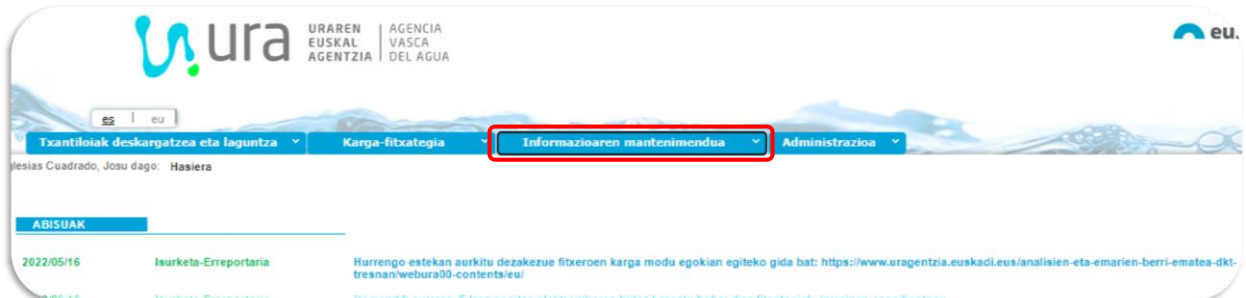 ura
URAREN EUSKAL AGENTZIA
AGENCIA VASCA DEL AGUA
eu.
es | eu
Txantiloiak deskargatzea eta laguntza
Karga-fitxategia
Informazioaren mantenimendua
Administrazioa
glesias Cuadrado, Josu dago: Hasiera
ABISUAK
2022/05/16 Isurketa-Erreportaria Hurrengo estekan aurkitu dezakezue fitxeroen karga modu egokian egiteko gida bat: https://www.uragentzia.euskadi.eus/analisien-eta-emarien-berri-ematea-dkt-
tresnan/webura00-contents/eu/